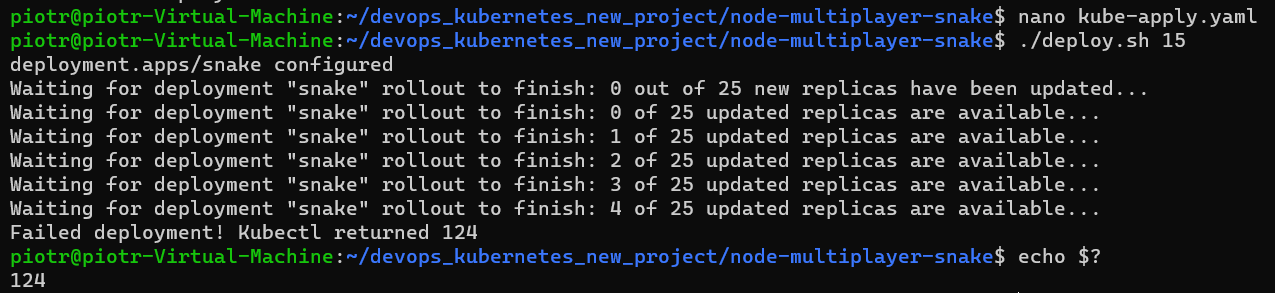 piotr@piotr-Virtual-Machine:~/devops_kubernetes_new_project/node-multiplayer-snake$ nano kube-apply.yaml
piotr@piotr-Virtual-Machine:~/devops_kubernetes_new_project/node-multiplayer-snake$ ./deploy.sh 15
deployment.apps/snake configured
Waiting for deployment "snake" rollout to finish: 0 out of 25 new replicas have been updated...
Waiting for deployment "snake" rollout to finish: 0 of 25 updated replicas are available...
Waiting for deployment "snake" rollout to finish: 1 of 25 updated replicas are available...
Waiting for deployment "snake" rollout to finish: 2 of 25 updated replicas are available...
Waiting for deployment "snake" rollout to finish: 3 of 25 updated replicas are available...
Waiting for deployment "snake" rollout to finish: 4 of 25 updated replicas are available...
Failed deployment! Kubectl returned 124
piotr@piotr-Virtual-Machine:~/devops_kubernetes_new_project/node-multiplayer-snake$ echo $?
124